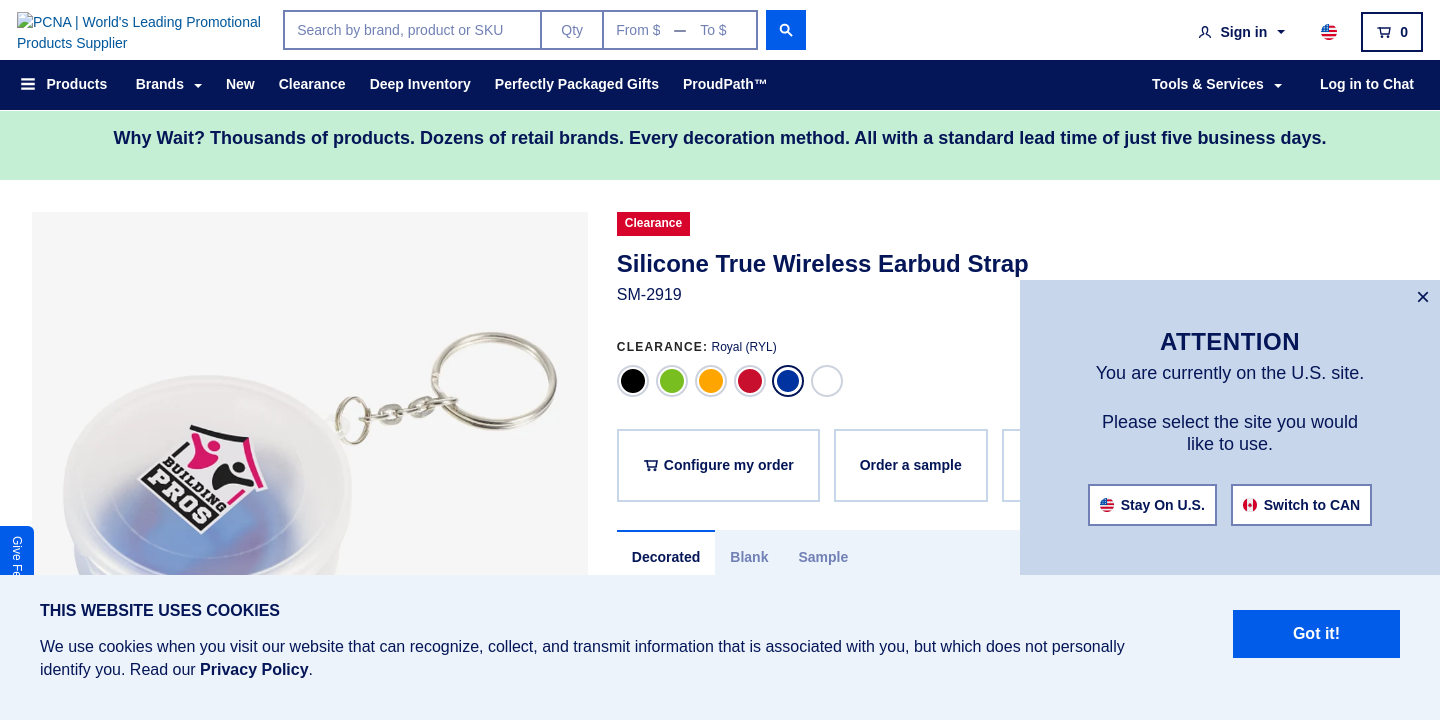 PCNA | World's Leading Promotional
Products Supplier
Search by brand, product or SKU
Qty
From $ — To $
Sign in
0
Products
Brands
New
Clearance
Deep Inventory
Perfectly Packaged Gifts
ProudPath™
Tools & Services
Log in to Chat
Why Wait? Thousands of products. Dozens of retail brands. Every decoration method. All with a standard lead time of just five business days.
Clearance
Silicone True Wireless Earbud Strap
SM-2919
CLEARANCE: Royal (RYL)
Configure my order
Order a sample
Decorated
Blank
Sample
BUILDING
PROS
Give
×
ATTENTION
You are currently on the U.S. site.
Please select the site you would
like to use.
Stay On U.S.
Switch to CAN
THIS WEBSITE USES COOKIES
We use cookies when you visit our website that can recognize, collect, and transmit information that is associated with you, but which does not personally
identify you. Read our Privacy Policy.
Got it!